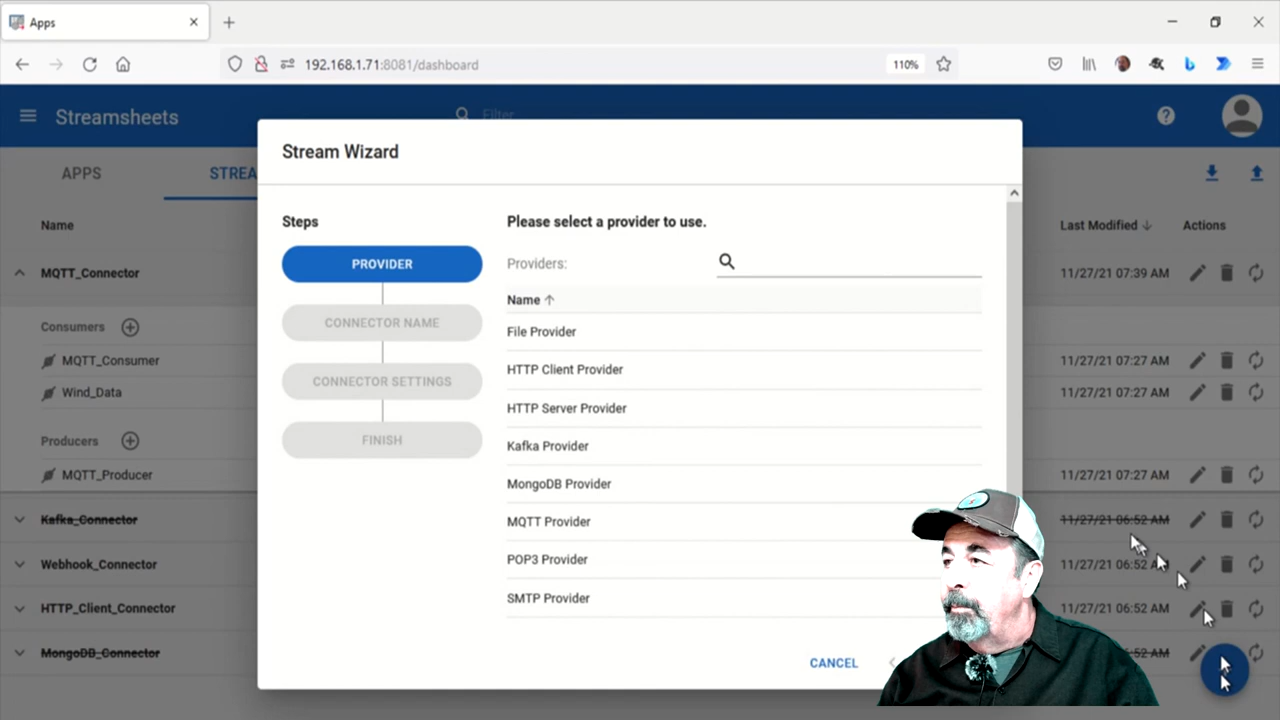 Apps
192.168.1.71:8081/dashboard
110%
Streamsheets
Filter
APPS
STREA
Name
Last Modified
Actions
MQTT_Connector
11/27/21 07:39 AM
Consumers
MQTT_Consumer
11/27/21 07:27 AM
Wind_Data
11/27/21 07:27 AM
Producers
MQTT_Producer
11/27/21 07:27 AM
Kafka_Connector
11/27/21 06:52 AM
Webhook_Connector
11/27/21 06:52
HTTP_Client_Connector
11/27/21 06:52 AM
MongoDB_Connector
Stream Wizard
Steps
PROVIDER
CONNECTOR NAME
CONNECTOR SETTINGS
FINISH
Please select a provider to use.
Providers:
Name
File Provider
HTTP Client Provider
HTTP Server Provider
Kafka Provider
MongoDB Provider
MQTT Provider
POP3 Provider
SMTP Provider
CANCEL